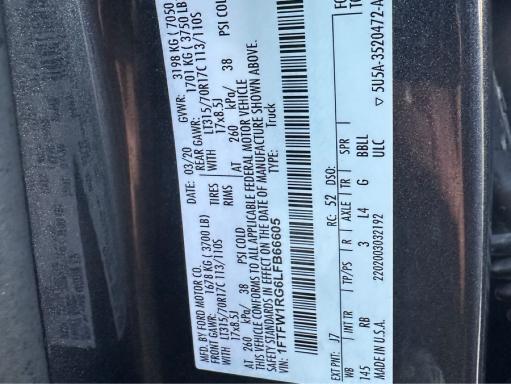 MFD. BY FORD MOTOR CO.
DATE: 03/20 GVWR: 3198 KG ( 7050
FRONT GAWR: 1678 KG (3700 LB) REAR GAWR: 1701 KG (3750 LB
LT315/70R17C 113/110S TIRES LT315/70R17C 113/110S
WITH 17x8.5J RIMS WITH 17x8.5J
AT 260 kPa/ 38 PSI COLD AT 260 kPa/ 38 PSI COL
THIS VEHICLE CONFORMS TO ALL APPLICABLE FEDERAL MOTOR VEHICLE
SAFETY STANDARDS IN EFFECT ON THE DATE OF MANUFACTURE SHOWN ABOVE.
VIN: 1FTFW1RG6LFB66605 TYPE: Truck
EXT PNT: J7 RC: 52 DSO: FO
WB INT TR TP/PS R AXLE TR SPR
145 RB 3 L4 G BBLL
MADE IN U.S.A. 2202003032192 ULC
▽ 5U5A-3520472-A